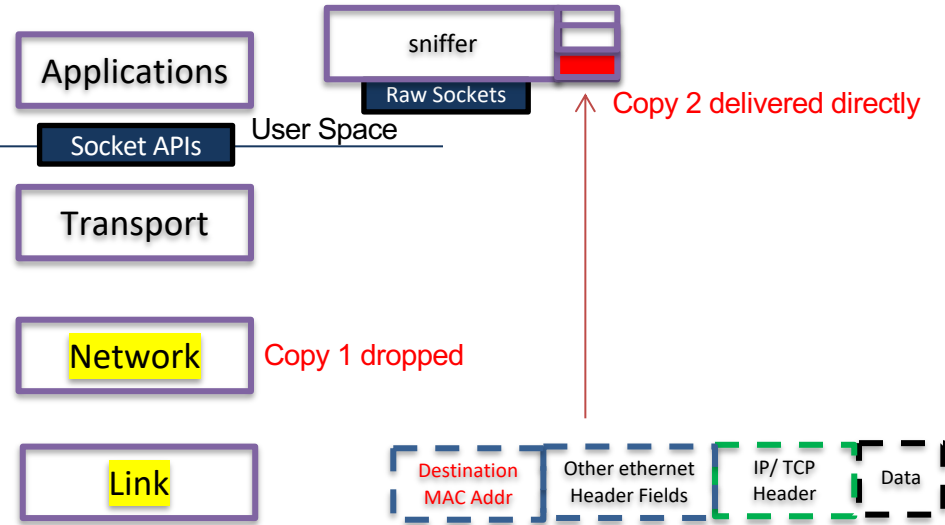 sniffer
Applications
Raw Sockets
Copy 2 delivered directly
User Space
Socket APIs
Transport
Network
Copy 1 dropped
Link
Destination
MAC Addr
Other ethernet
Header Fields
IP/ TCP
Header
Data